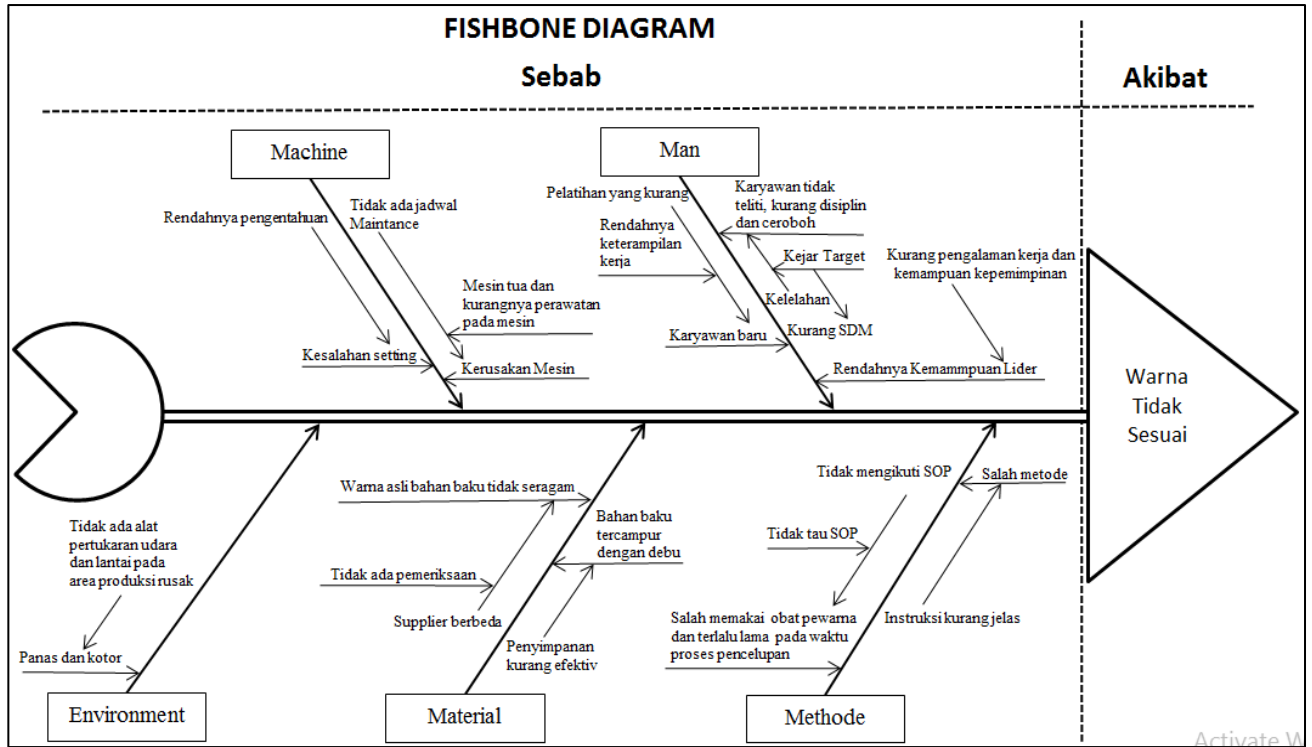 FISHBONE DIAGRAM
Sebab
Akibat
Machine
Man
Rendahnya pengentahuan
Tidak ada jadwal
Maintance
Mesin tua dan
kurangnya perawatan
pada mesin
Kesalahan setting
Kerusakan Mesin
Pelatihan yang kurang
Rendahnya
keterampilan
kerja
Karyawan baru
Karyawan tidak
teliti, kurang disiplin
dan ceroboh
Kejar Target
Kelelahan
Kurang SDM
Kurang pengalaman kerja dan
kemampuan kepemimpinan
Rendahnya Kemammpuan Lider
Warna
Tidak
Sesuai
Tidak ada alat
pertukaran udara
dan lantai pada
area produksi rusak
Panas dan kotor
Warna asli bahan baku tidak seragam
Bahan baku
tercampur
dengan debu
Tidak ada pemeriksaan
Supplier berbeda
Penyimpanan
kurang efektiv
Tidak mengikuti SOP
Salah metode
Tidak tau SOP
Salah memakai obat pewarna
dan terlalu lama pada waktu
proses pencelupan
Instruksi kurang jelas
Environment
Material
Methode
Activate W